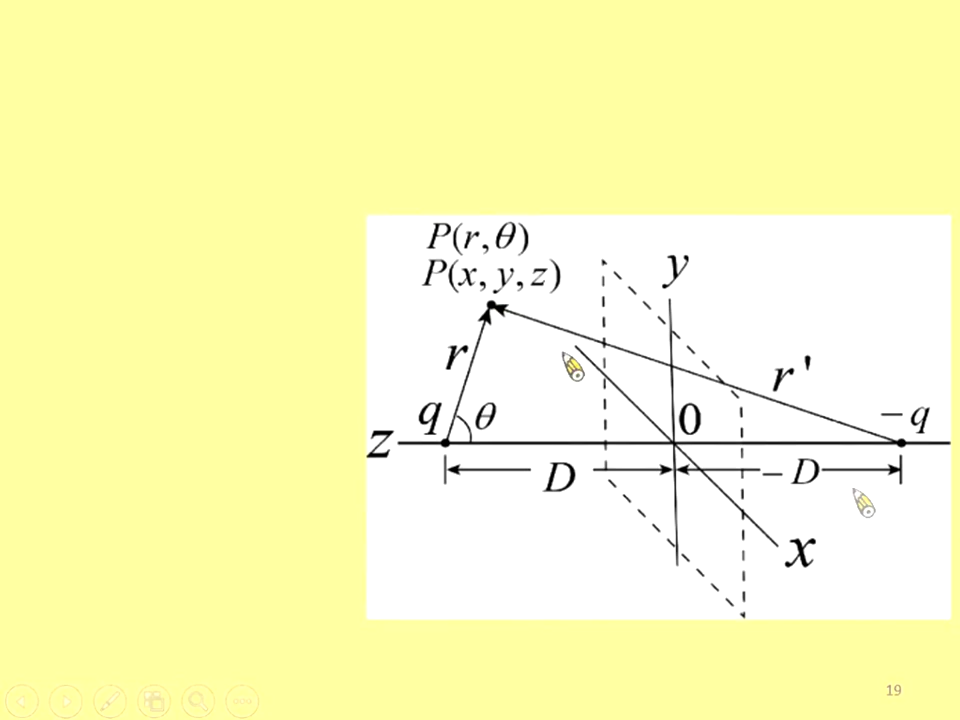 P(r,θ)
P(x, y, z)
y
r
r'
q
θ
0
-q
z
D
-D
x
19